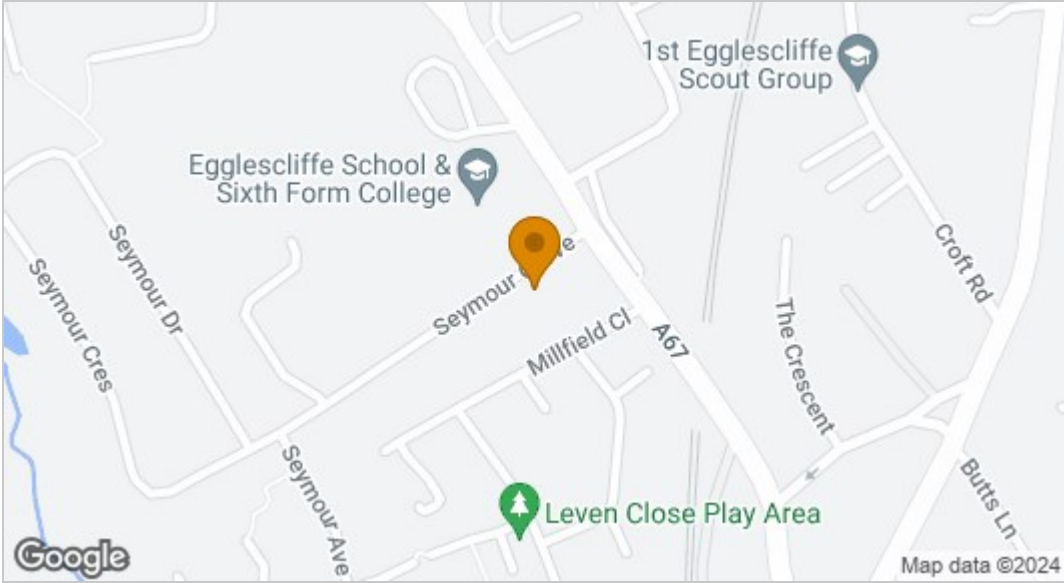 1st Egglescliffe
Scout Group
Egglescliffe School &
Sixth Form College
Seymour Dr
Seymour Cres
Seymour
Millfield Cl
A67
Croft Rd
The Crescent
Seymour Ave
Leven Close Play Area
Butts Ln
Google
Map data ©2024